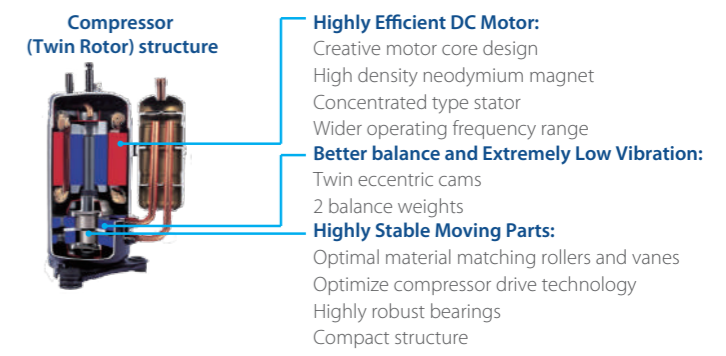 Compressor
(Twin Rotor) structure
Highly Efficient DC Motor:
Creative motor core design
High density neodymium magnet
Concentrated type stator
Wider operating frequency range
Better balance and Extremely Low Vibration:
Twin eccentric cams
2 balance weights
Highly Stable Moving Parts:
Optimal material matching rollers and vanes
Optimize compressor drive technology
Highly robust bearings
Compact structure